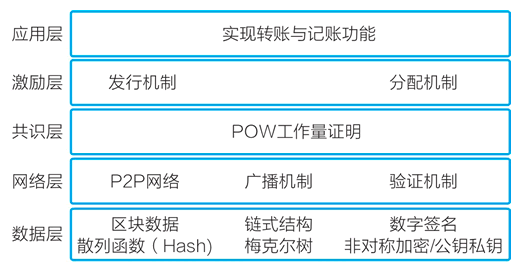 应用层 实现转账与记账功能
激励层 发行机制 分配机制
共识层 POW工作量证明
网络层 P2P网络 广播机制 验证机制
区块数据 链式结构 数字签名
数据层
散列函数（Hash) 梅克尔树 非对称加密/公钥私钥